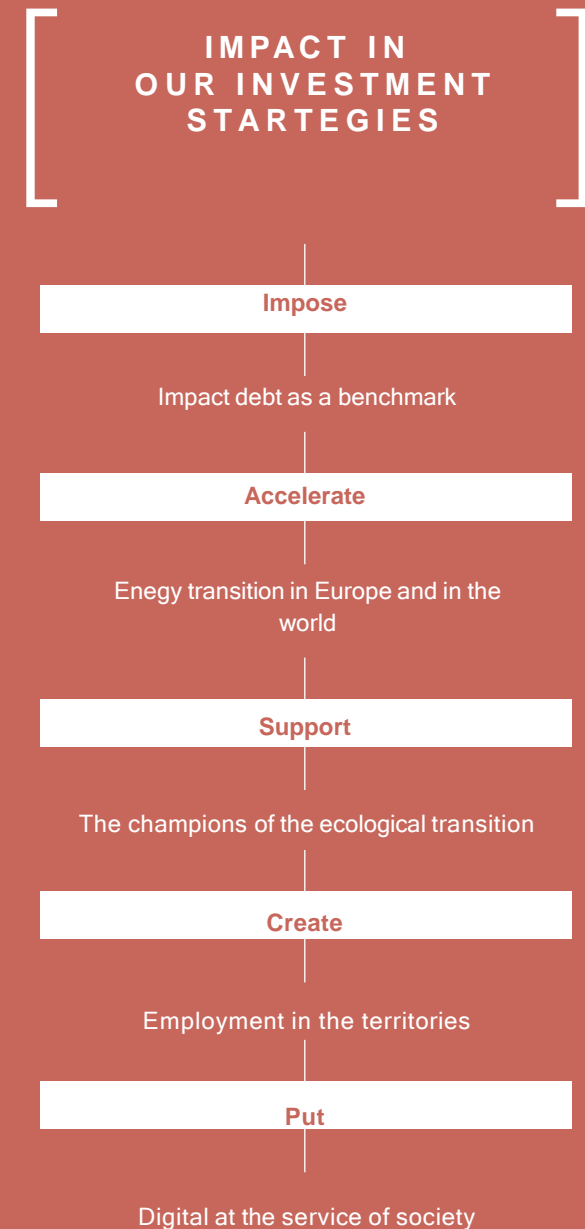 IMPACT IN
OUR INVESTMENT
STARTEGIES
Impose
Impact debt as a benchmark
Accelerate
Enegy transition in Europe and in the
world
Support
The champions of the ecological transition
Create
Employment in the territories
Put
Digital at the service of society